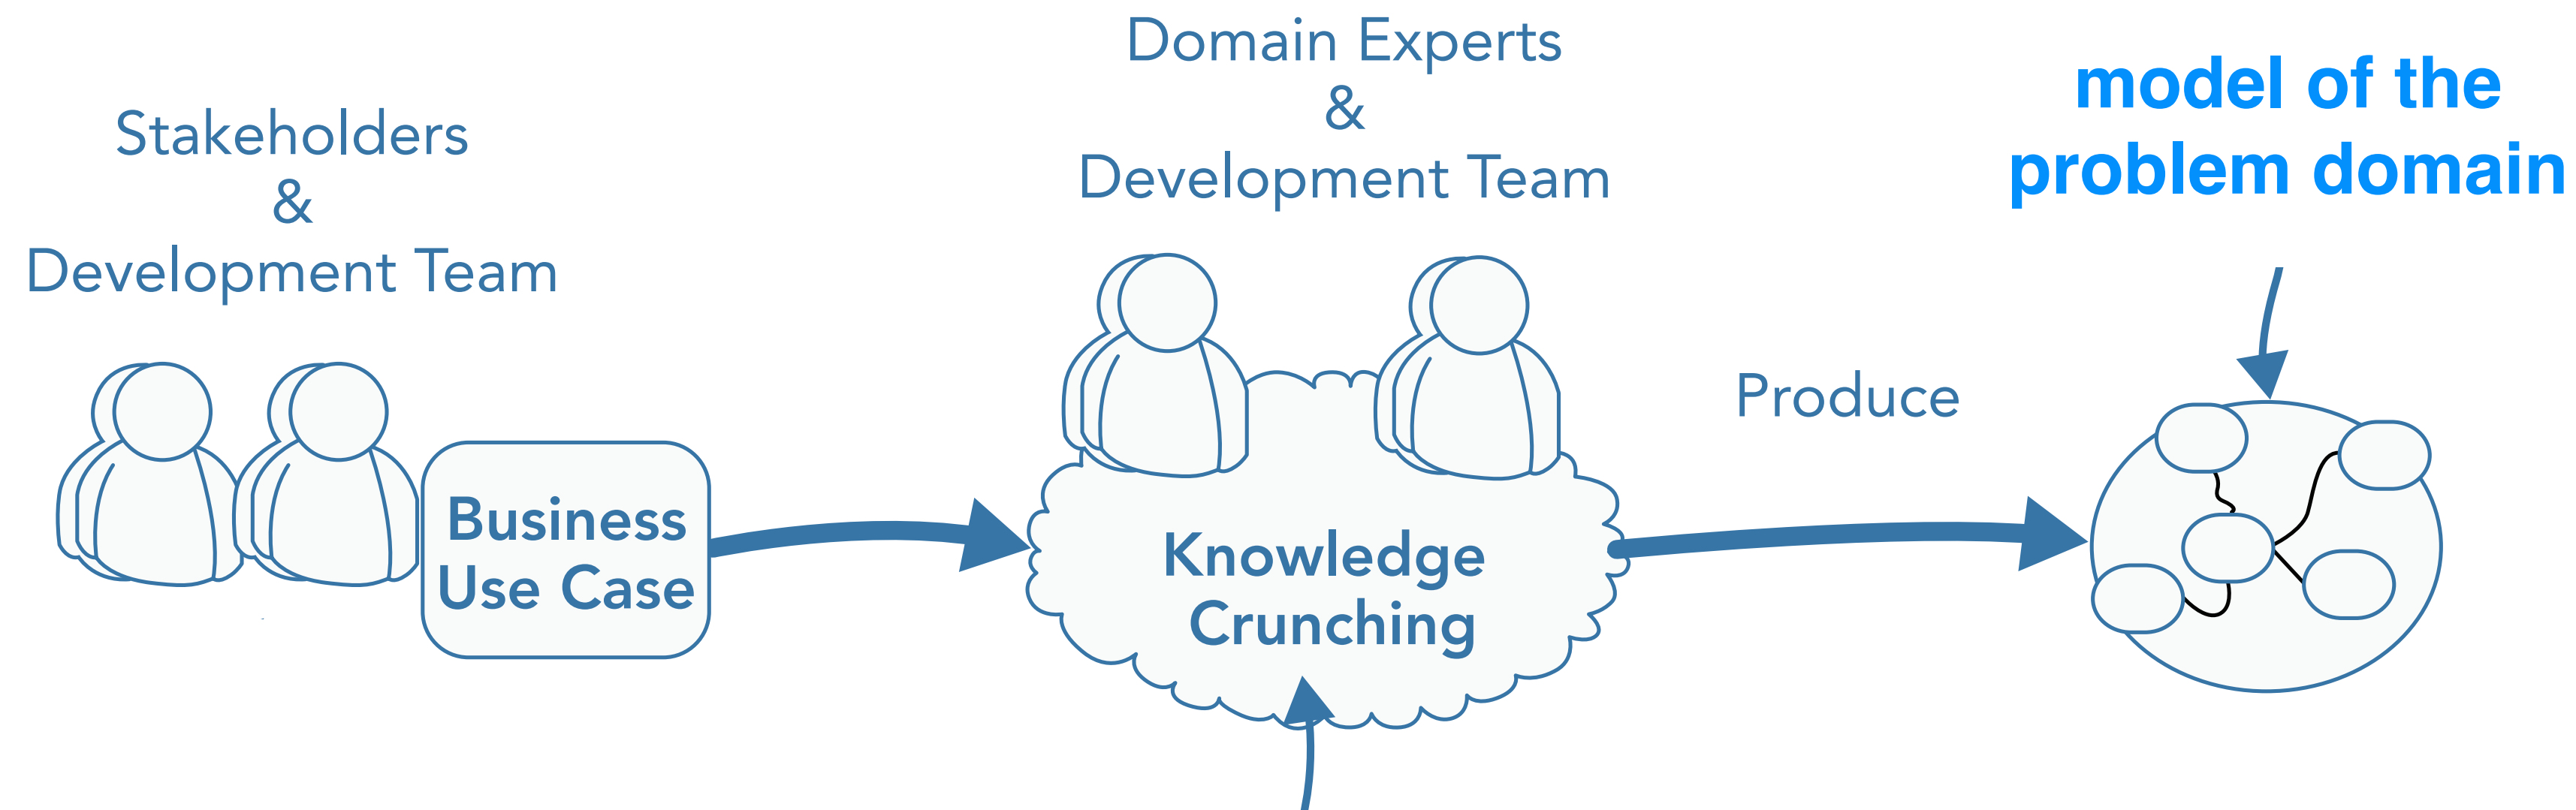 Stakeholders
&
Development Team
Business
Use Case
Domain Experts
&
Development Team
Knowledge
Crunching
Produce
model of the
problem domain